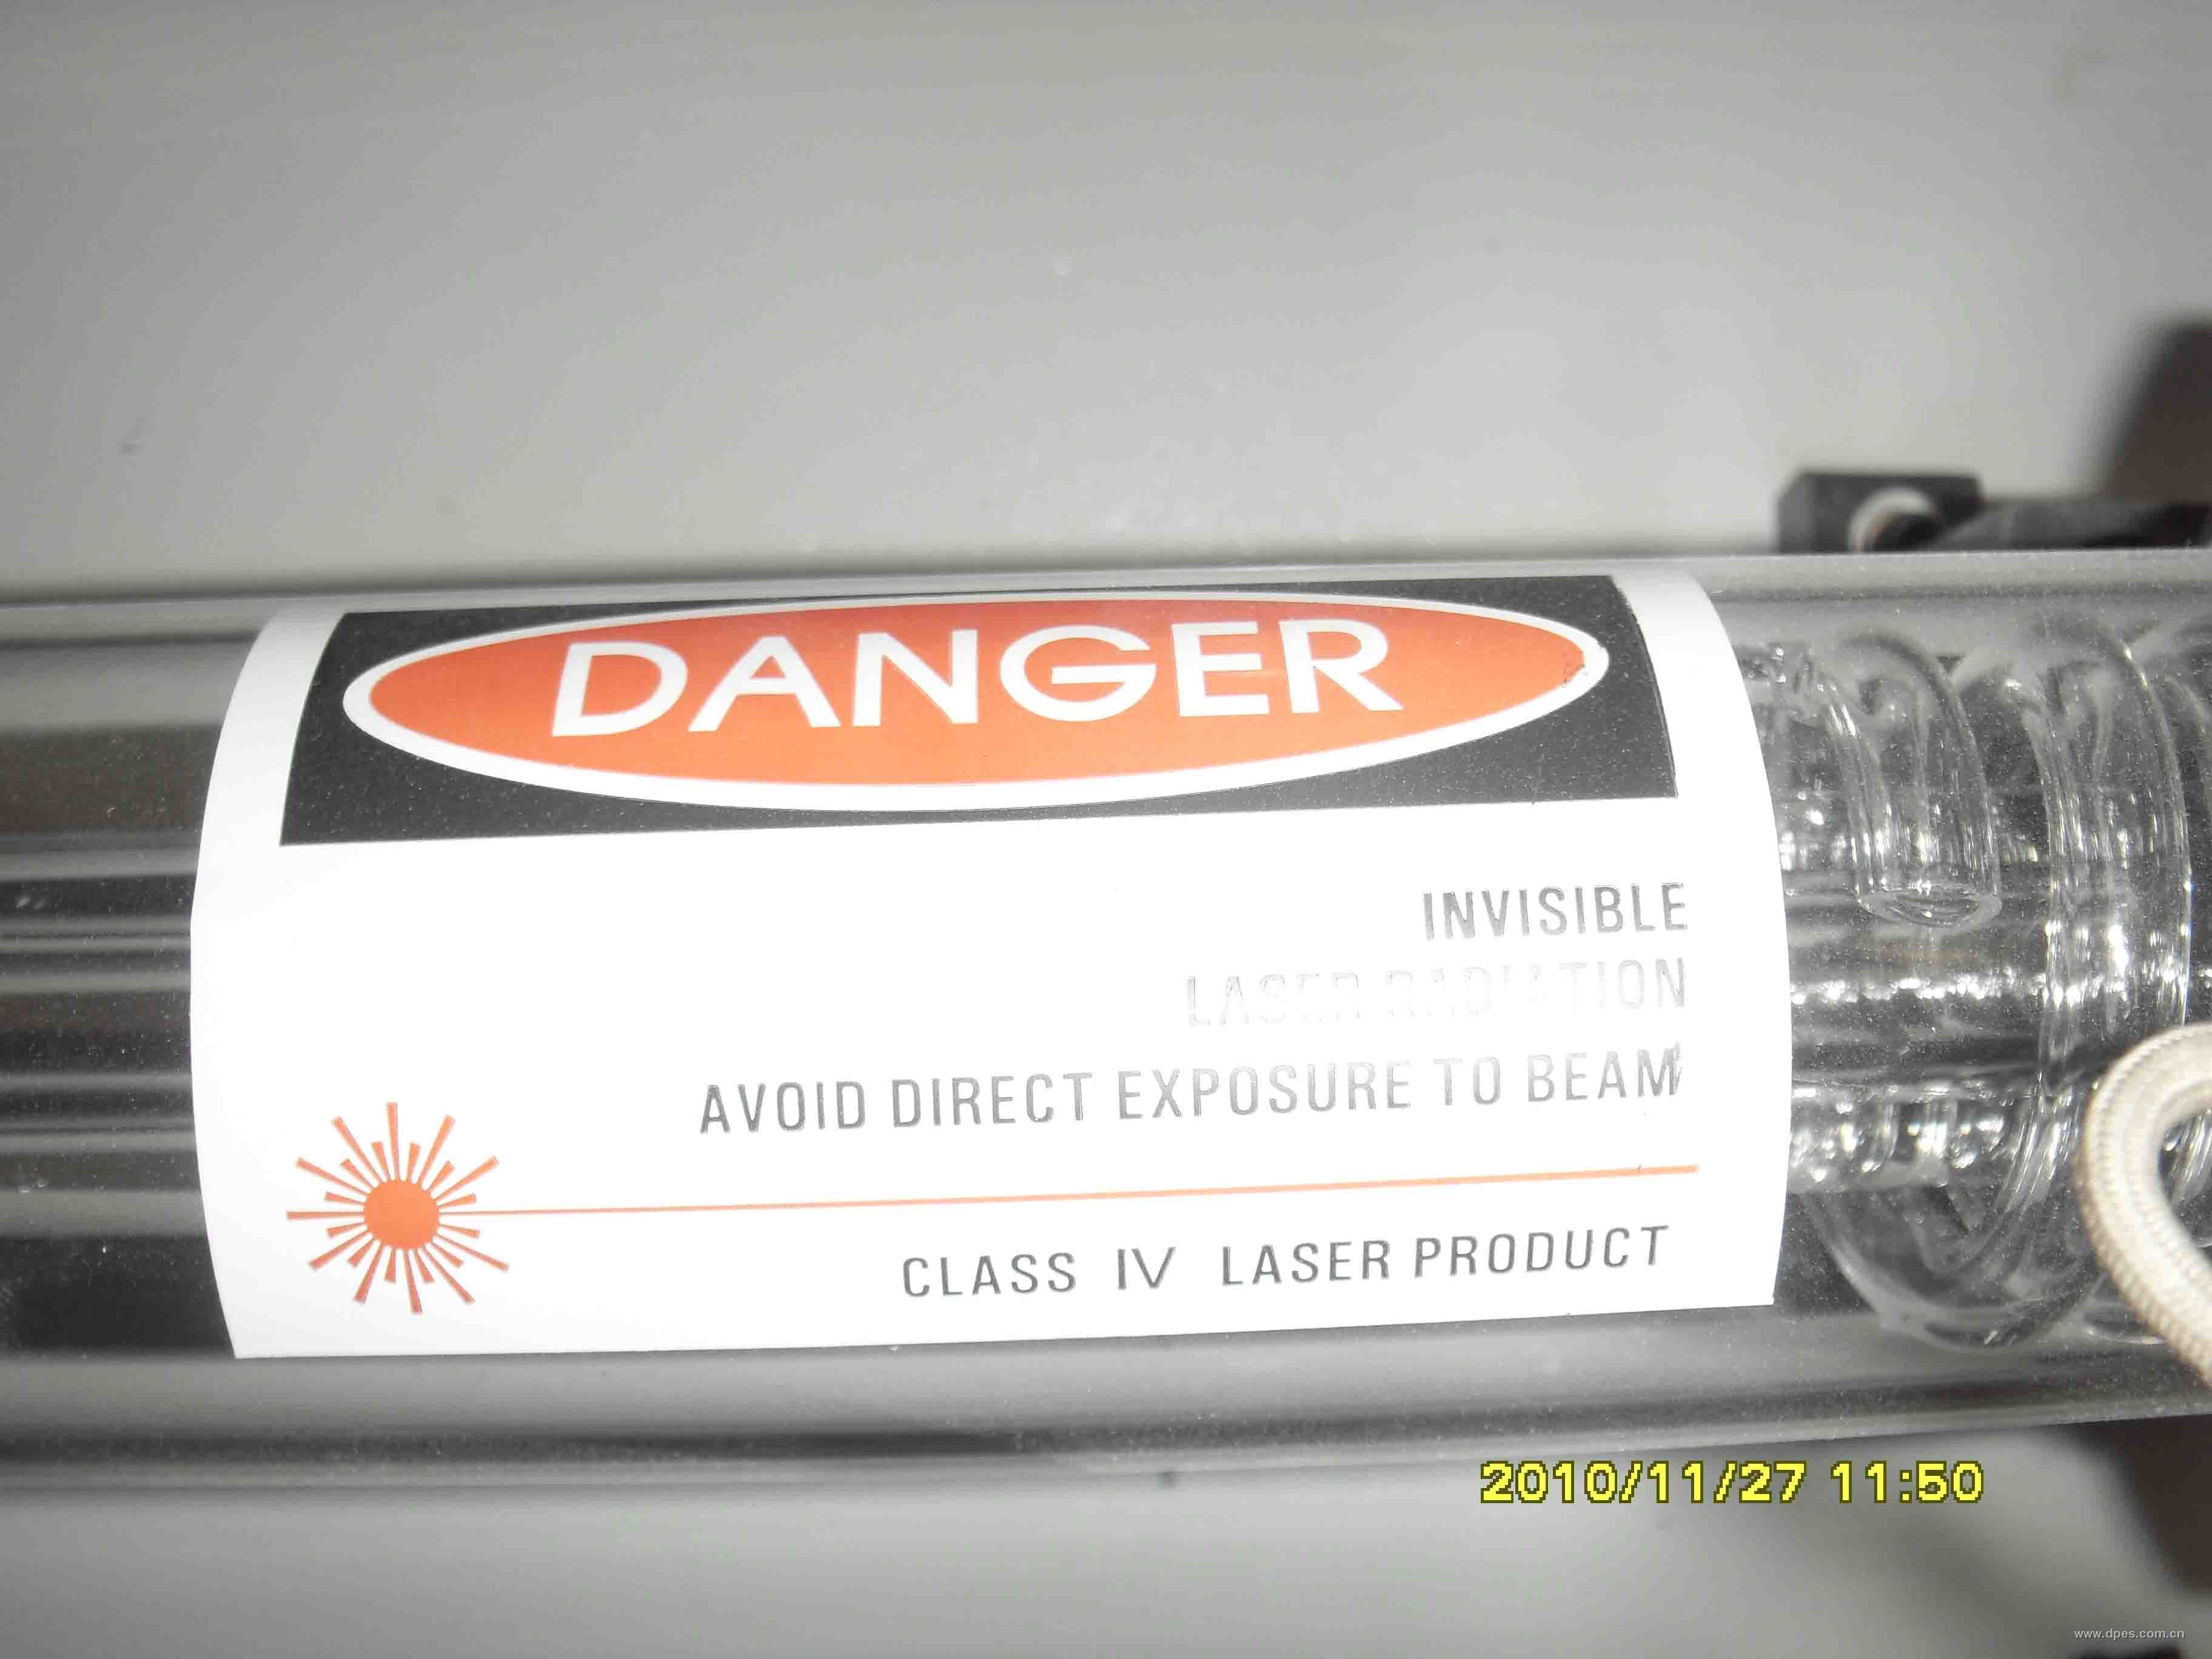 DANGER
INVISIBLE
LASER RADIATION
AVOID DIRECT EXPOSURE TO BEAM
CLASS IV LASER PRODUCT
2010/11/27 11:50
www.dpes.com.cn